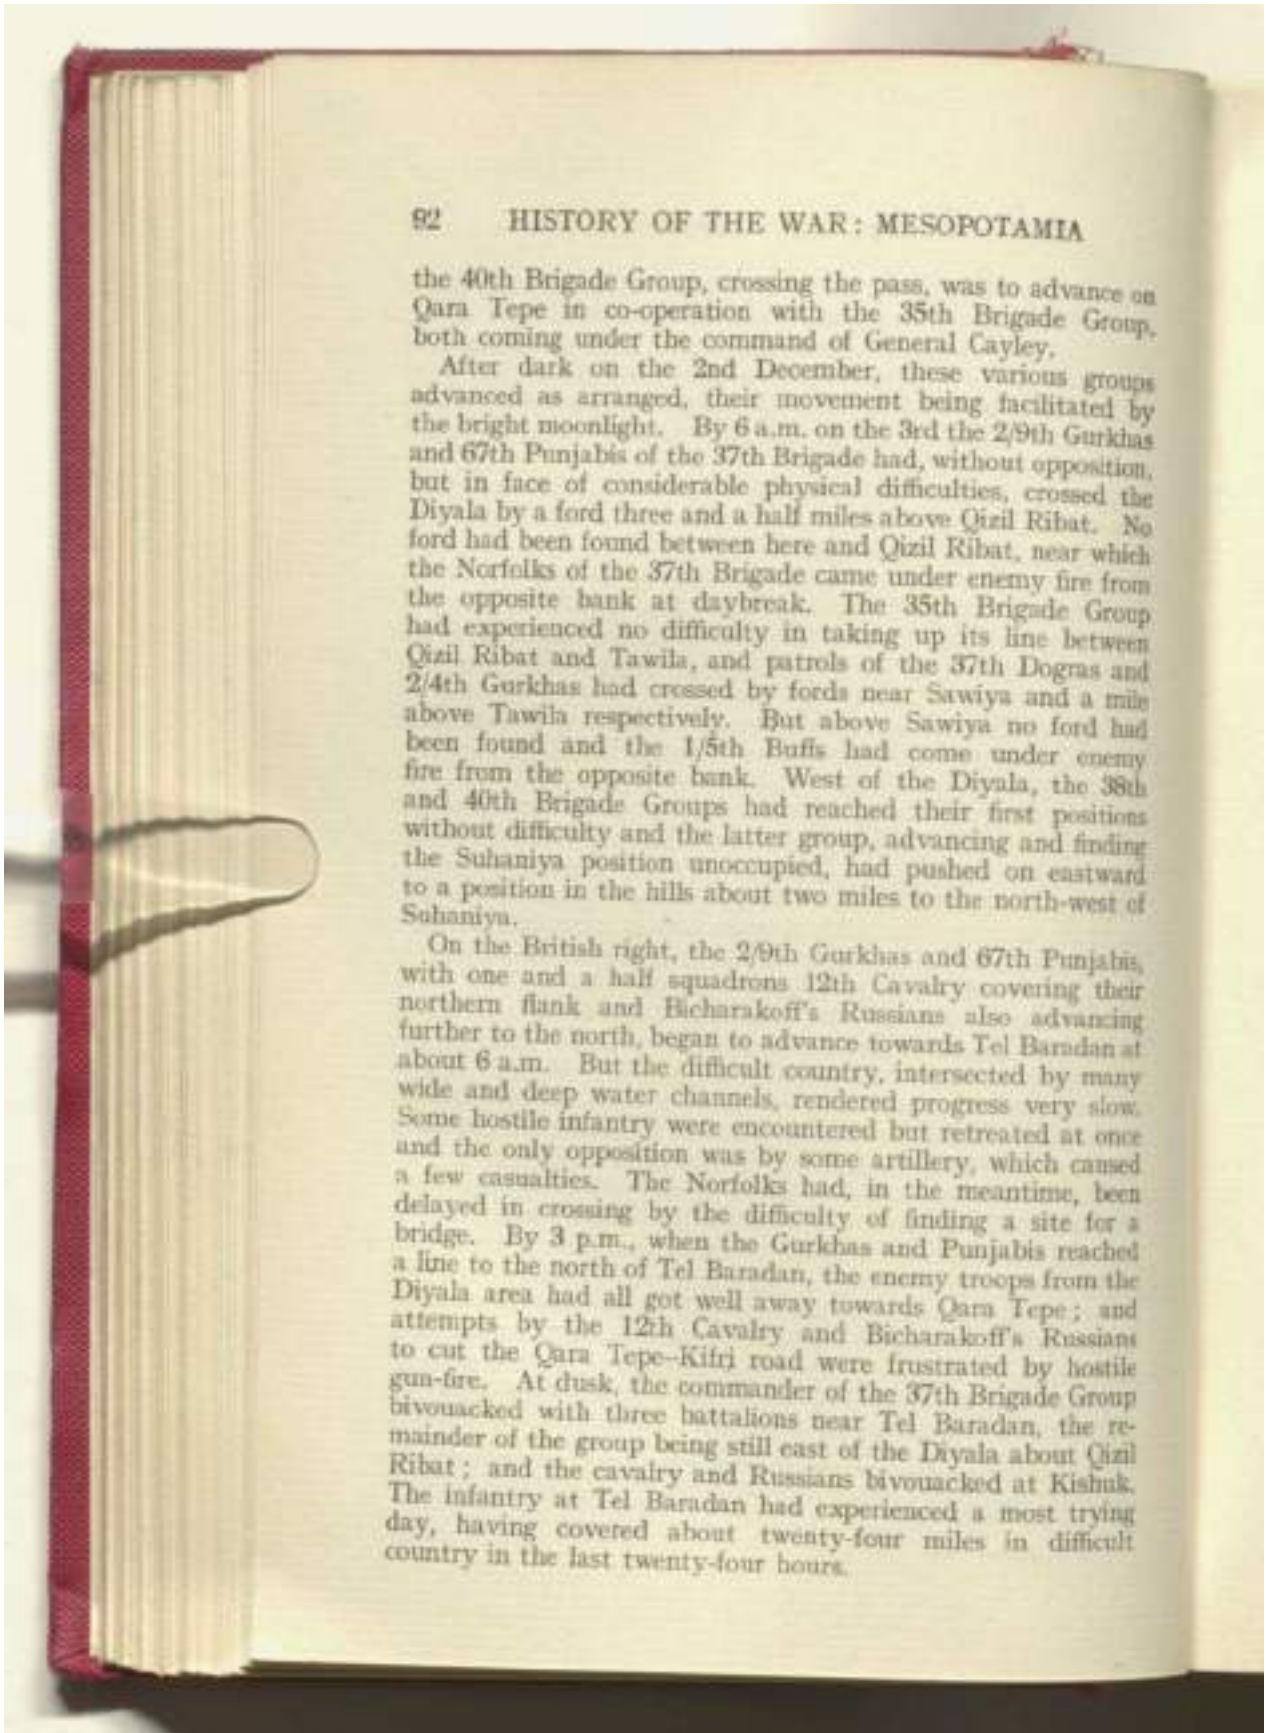 92 HISTORY OF THE WAR: MESOPOTAMIA
the 40th Brigade Group, crossing the pass, was to advance on
Qara Tepe in co-operation with the 35th Brigade Group,
both coming under the command of General Cayley.
After dark on the 2nd December, these various groups
advanced as arranged, their movement being facilitated by
the bright moonlight. By 6 a.m. on the 3rd the 2/9th Gurkhas
and 67th Punjabis of the 37th Brigade had, without opposition,
but in face of considerable physical difficulties, crossed the
Diyala by a ford three and a half miles above Qizil Ribat. No
ford had been found between here and Qizil Ribat, near which
the Norfolks of the 37th Brigade came under enemy fire from
the opposite bank at daybreak. The 35th Brigade Group
had experienced no difficulty in taking up its line between
Qizil Ribat and Tawila, and patrols of the 37th Dogras and
2/4th Gurkhas had crossed by fords near Sawiya and a mile
above Tawila respectively. But above Sawiya no ford had
been found and the 1/5th Buffs had come under enemy
fire from the opposite bank. West of the Diyala, the 38th
and 40th Brigade Groups had reached their first positions
without difficulty and the latter group, advancing and finding
the Suhaniya position unoccupied, had pushed on eastward
to a position in the hills about two miles to the north-west of
Suhaniya.
On the British right, the 2/9th Gurkhas and 67th Punjabis,
with one and a half squadrons 12th Cavalry covering their
northern flank and Bicharakoff's Russians also advancing
further to the north, began to advance towards Tel Baradan at
about 6 a.m. But the difficult country, intersected by many
wide and deep water channels, rendered progress very slow.
Some hostile infantry were encountered but retreated at once
and the only opposition was by some artillery, which caused
a few casualties. The Norfolks had, in the meantime, been
delayed in crossing by the difficulty of finding a site for a
bridge. By 3 p.m., when the Gurkhas and Punjabis reached
a line to the north of Tel Baradan, the enemy troops from the
Diyala area had all got well away towards Qara Tepe; and
attempts by the 12th Cavalry and Bicharakoff's Russians
to cut the Qara Tepe–Kifri road were frustrated by hostile
gun-fire. At dusk, the commander of the 37th Brigade Group
bivouacked with three battalions near Tel Baradan, the re-
mainder of the group being still east of the Diyala about Qizil
Ribat; and the cavalry and Russians bivouacked at Kishuk.
The infantry at Tel Baradan had experienced a most trying
day, having covered about twenty-four miles in difficult
country in the last twenty-four hours.